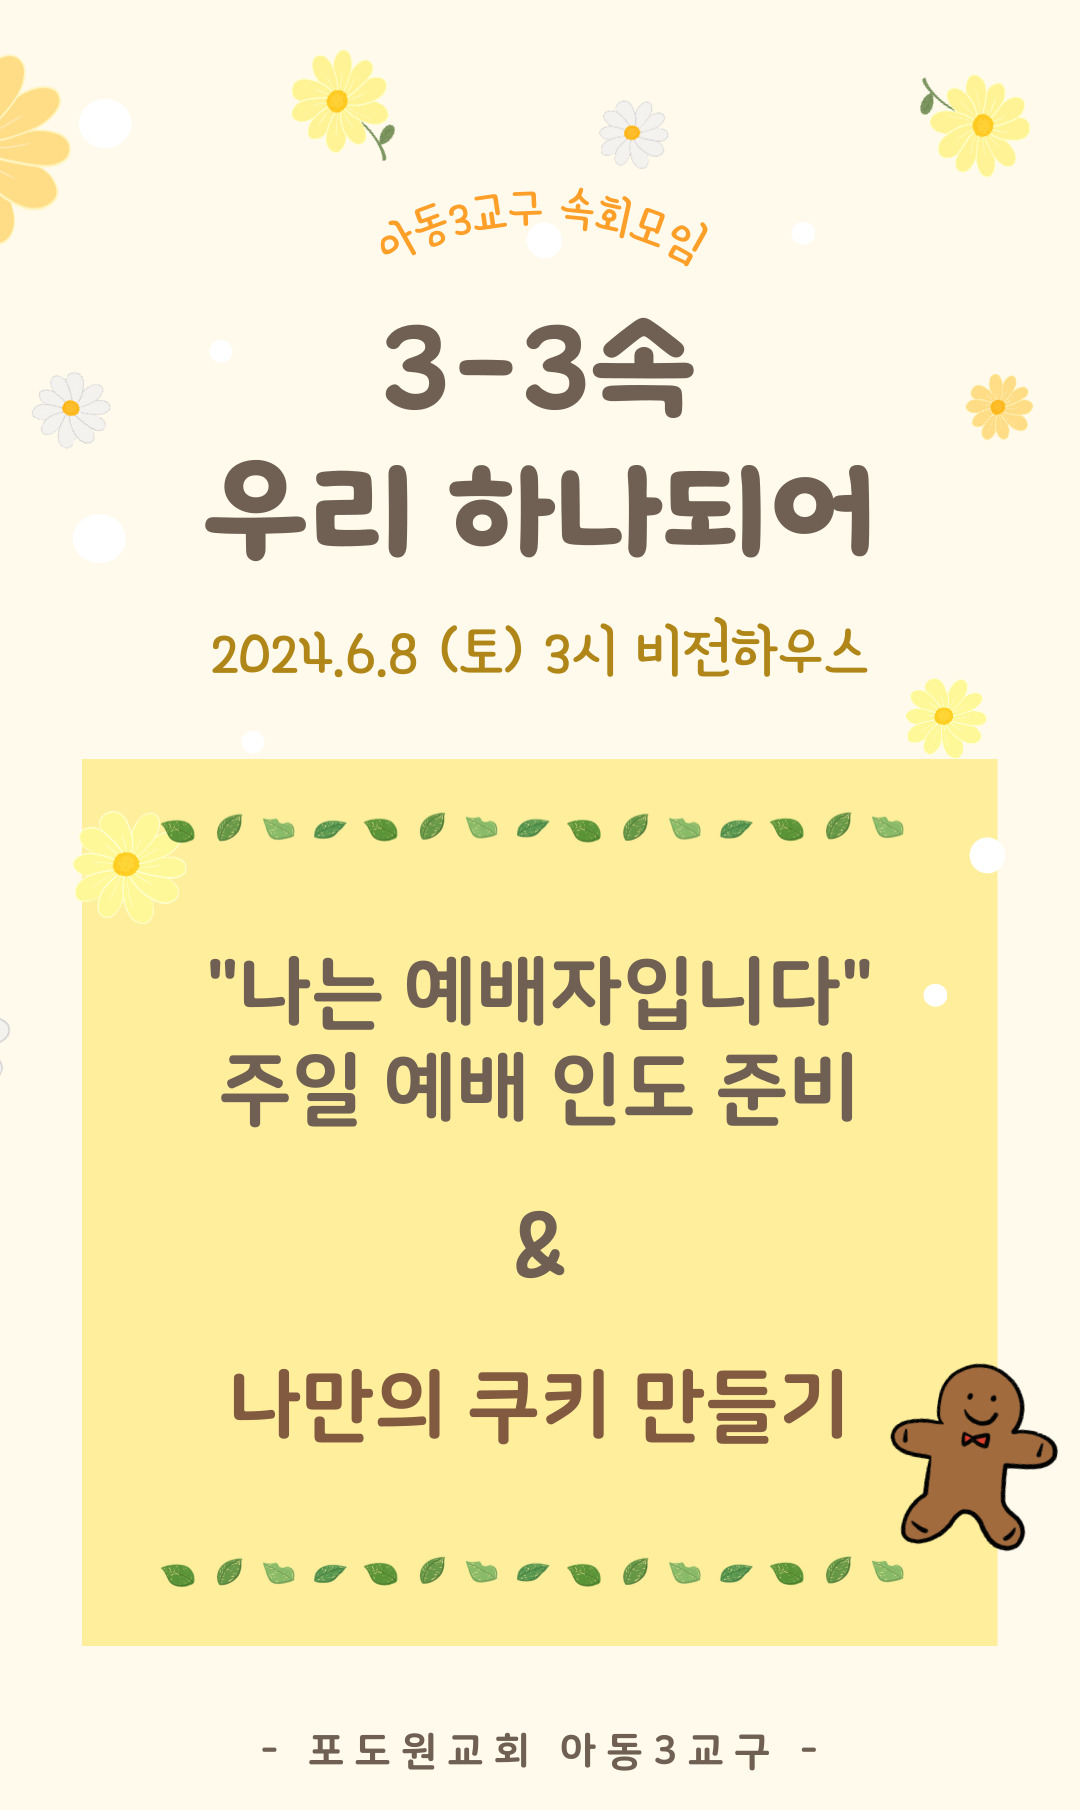 아동3교구 속회모임
3-3속
우리 하나되어
2024.6.8 (토) 3시 비전하우스
"나는 예배자입니다"
주일 예배 인도 준비
&
나만의 쿠키 만들기
- 포도원교회 아동3교구 -